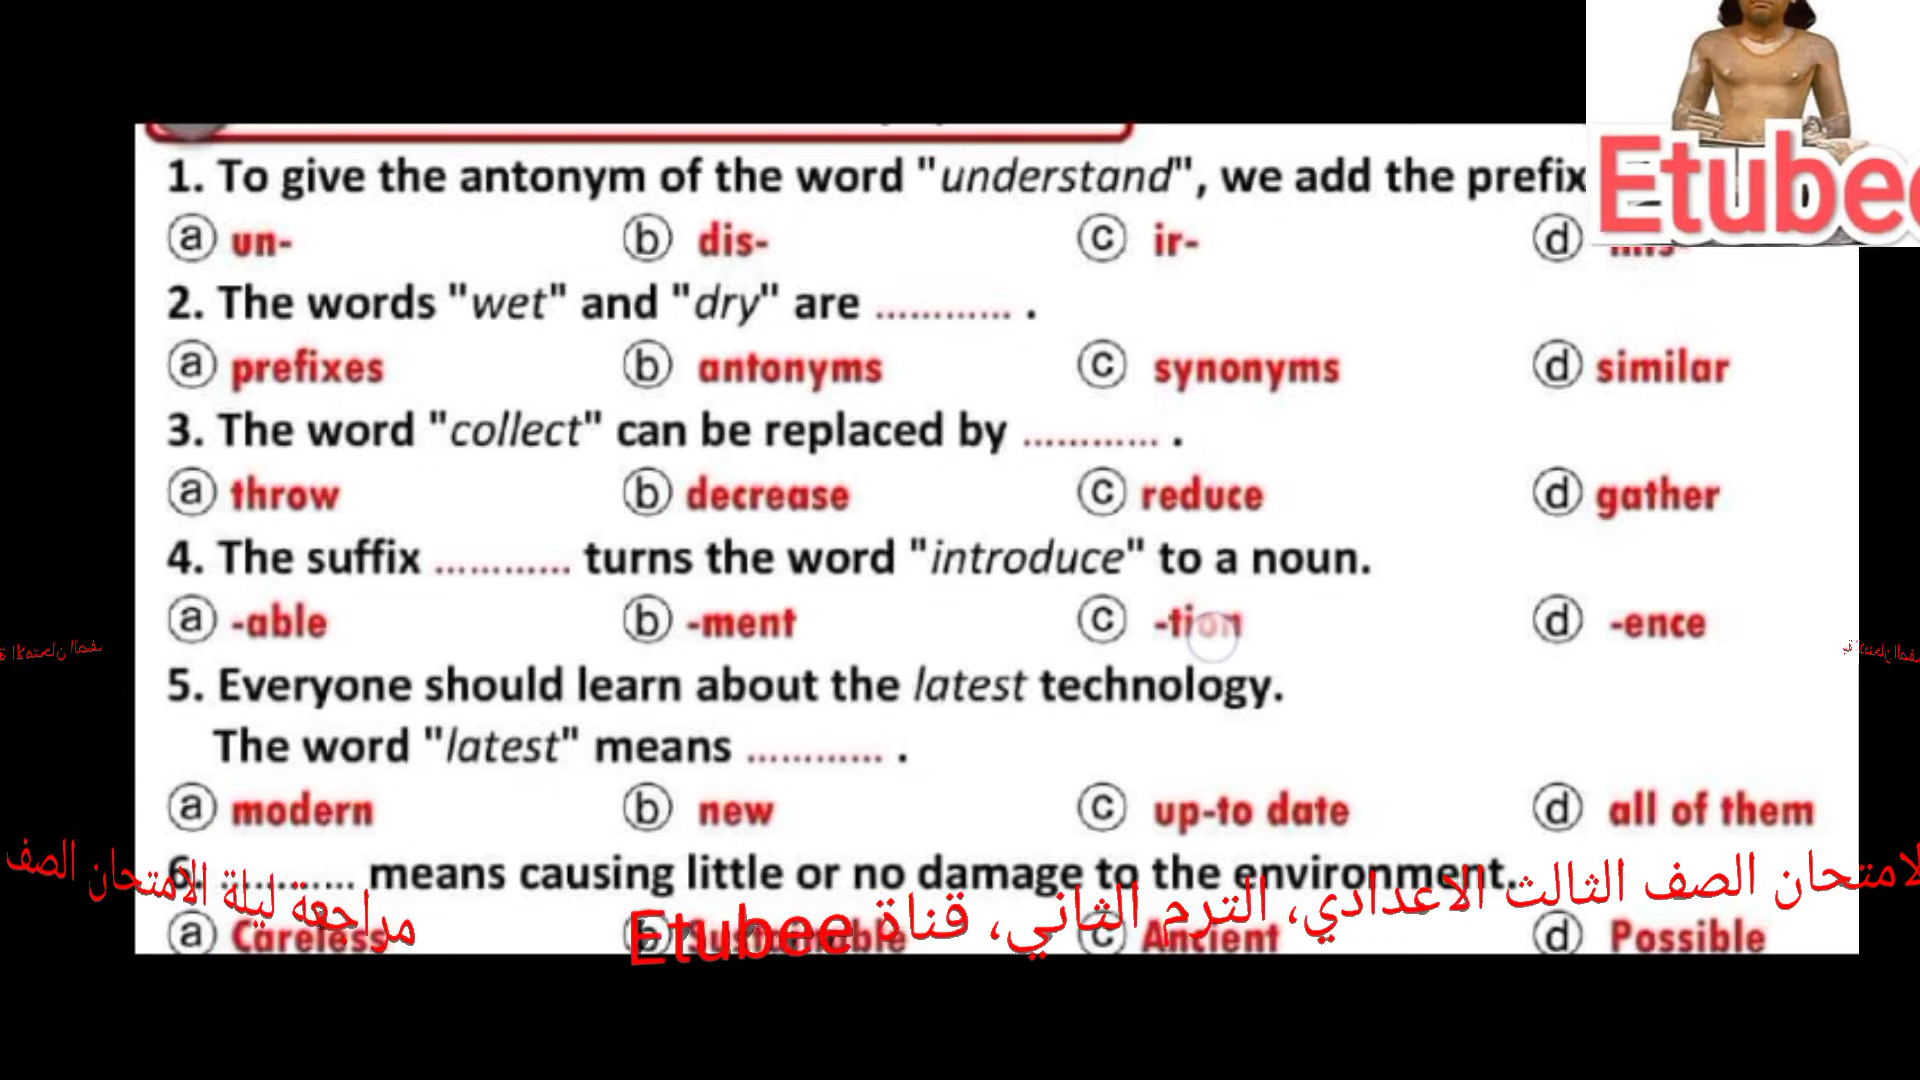 1. To give the antonym of the word "understand", we add the prefix
Etubee
a un- b dis- c ir- d mis-
2. The words "wet" and "dry" are ............ .
a prefixes b antonyms c synonyms d similar
3. The word "collect" can be replaced by ............ .
a throw b decrease c reduce d gather
4. The suffix ............ turns the word "introduce" to a noun.
a -able b -ment c -tion d -ence
5. Everyone should learn about the latest technology.
The word "latest" means ............ .
a modern b new c up-to date d all of them
6. ............ means causing little or no damage to the environment.
a Careless b Sustainable c Ancient d Possible
مراجعة ليلة الامتحان الصف
الامتحان الصف الثالث الاعدادي، الترم الثاني، قناة Etubee